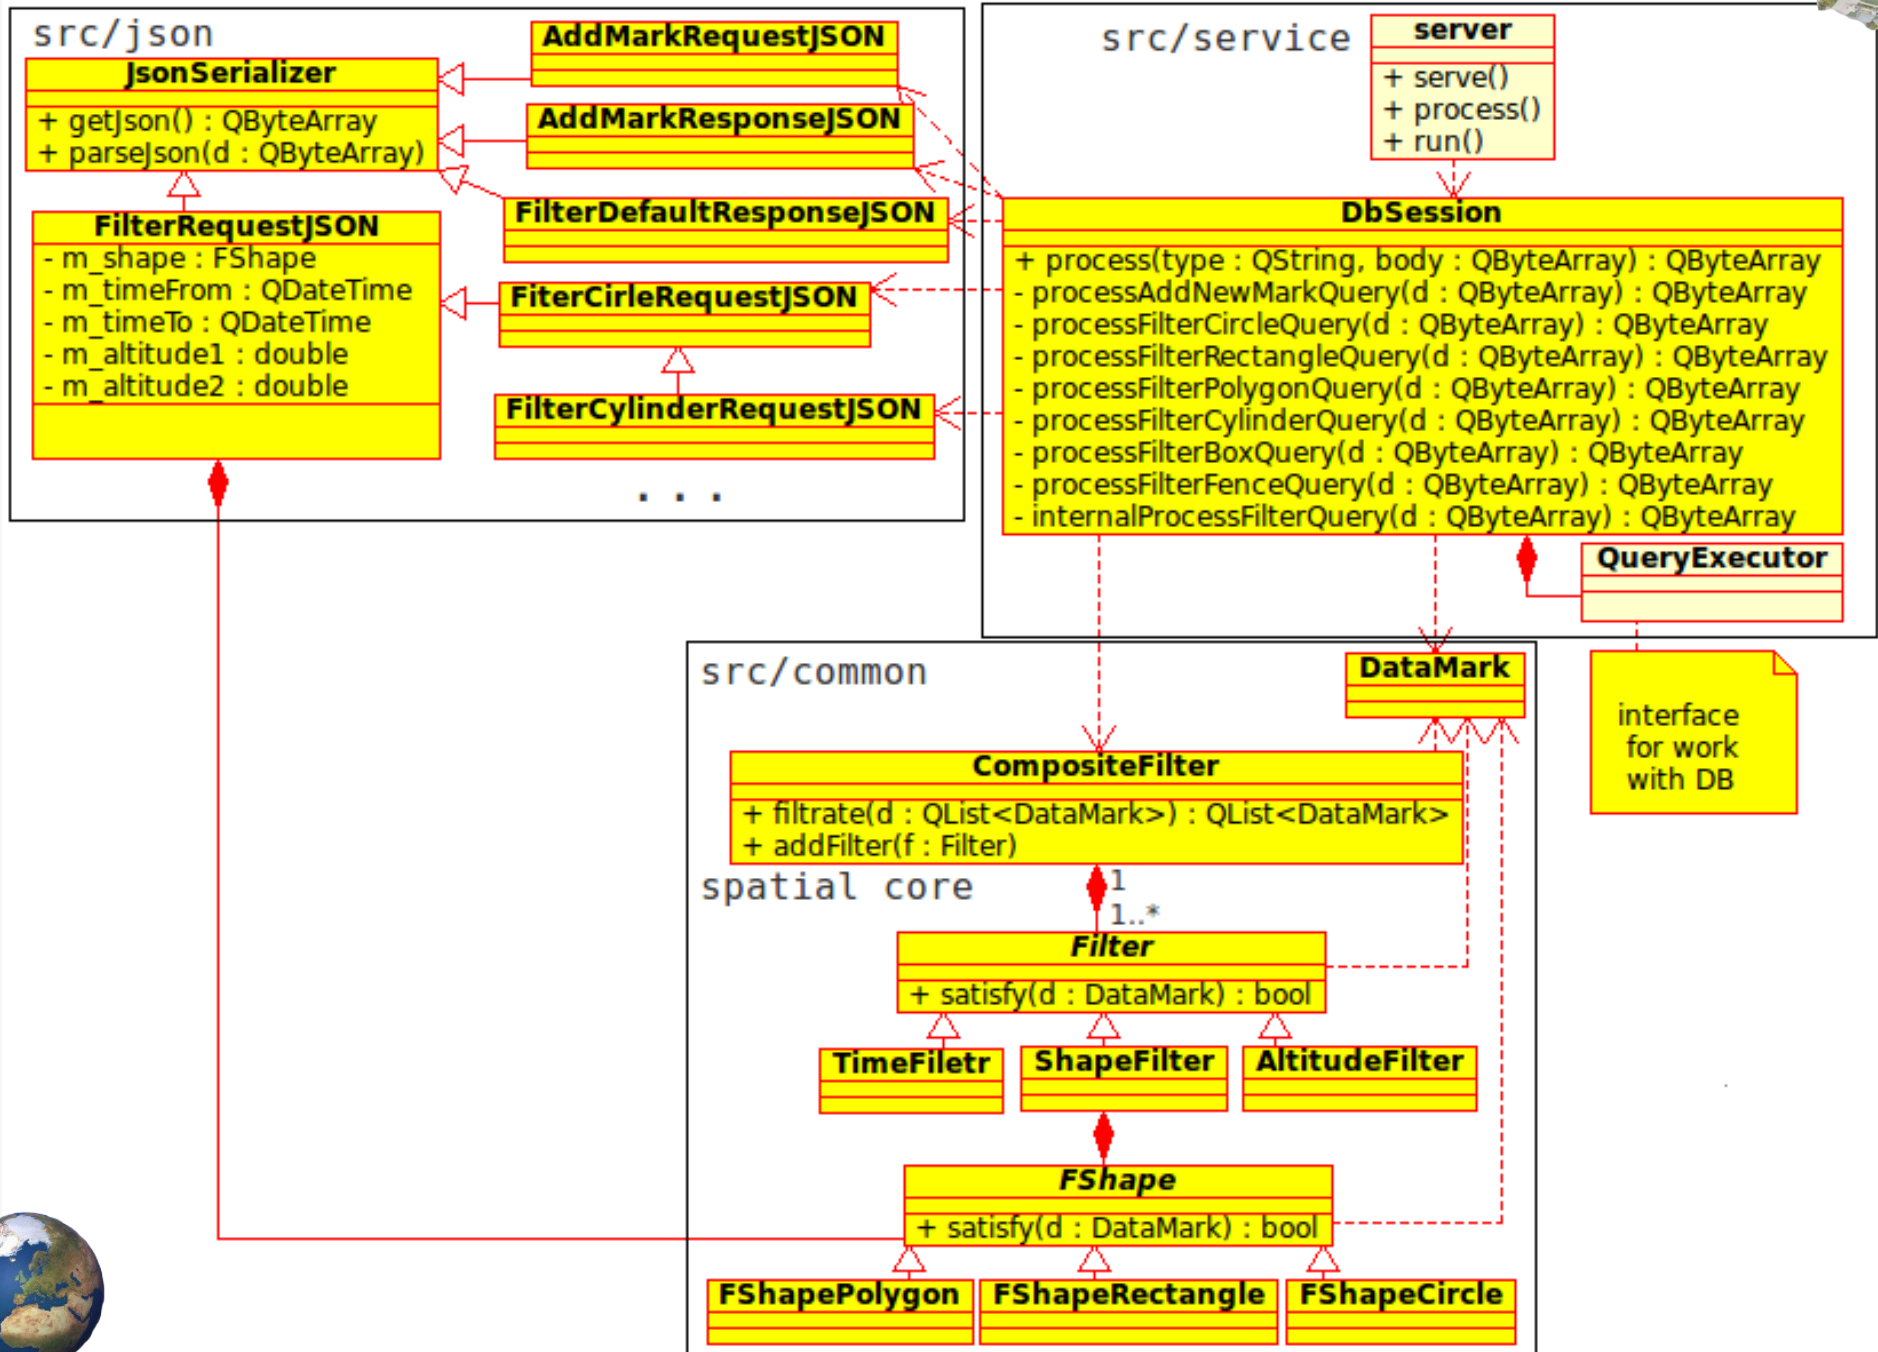 src/json
JsonSerializer
+ getJson() : QByteArray
+ parseJson(d : QByteArray)
AddMarkRequestJSON
AddMarkResponseJSON
FilterDefaultResponseJSON
FilterRequestJSON
- m_shape : FShape
- m_timeFrom : QDateTime
- m_timeTo : QDateTime
- m_altitude1 : double
- m_altitude2 : double
FiterCirleRequestJSON
FilterCylinderRequestJSON
. . .
src/service
server
+ serve()
+ process()
+ run()
DbSession
+ process(type : QString, body : QByteArray) : QByteArray
- processAddNewMarkQuery(d : QByteArray) : QByteArray
- processFilterCircleQuery(d : QByteArray) : QByteArray
- processFilterRectangleQuery(d : QByteArray) : QByteArray
- processFilterPolygonQuery(d : QByteArray) : QByteArray
- processFilterCylinderQuery(d : QByteArray) : QByteArray
- processFilterBoxQuery(d : QByteArray) : QByteArray
- processFilterFenceQuery(d : QByteArray) : QByteArray
- internalProcessFilterQuery(d : QByteArray) : QByteArray
QueryExecutor
interface
for work
with DB
src/common
DataMark
CompositeFilter
+ filtrate(d : QList<DataMark>) : QList<DataMark>
+ addFilter(f : Filter)
spatial core
1
1..*
Filter
+ satisfy(d : DataMark) : bool
TimeFiletr
ShapeFilter
AltitudeFilter
FShape
+ satisfy(d : DataMark) : bool
FShapePolygon
FShapeRectangle
FShapeCircle